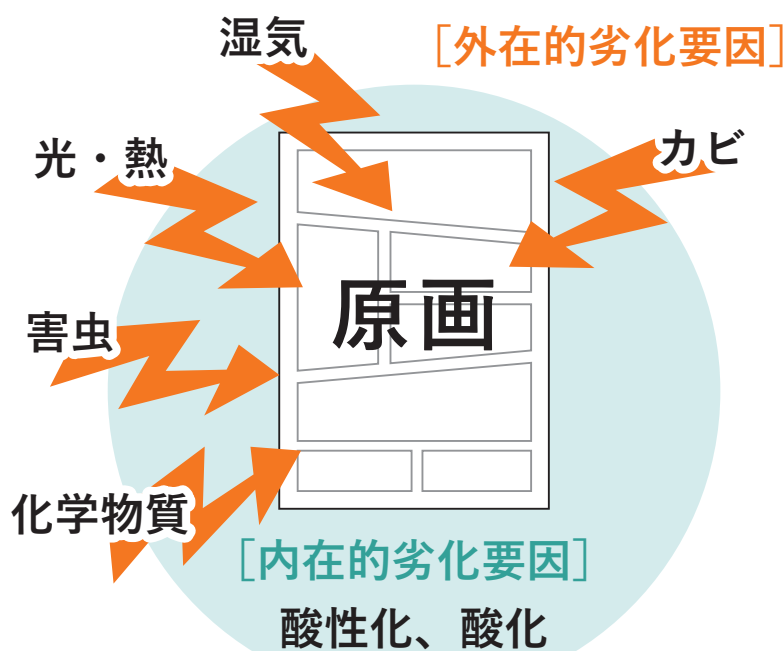 湿気
［外在的劣化要因］
光・熱
カビ
原画
害虫
化学物質
［内在的劣化要因］
酸性化、酸化